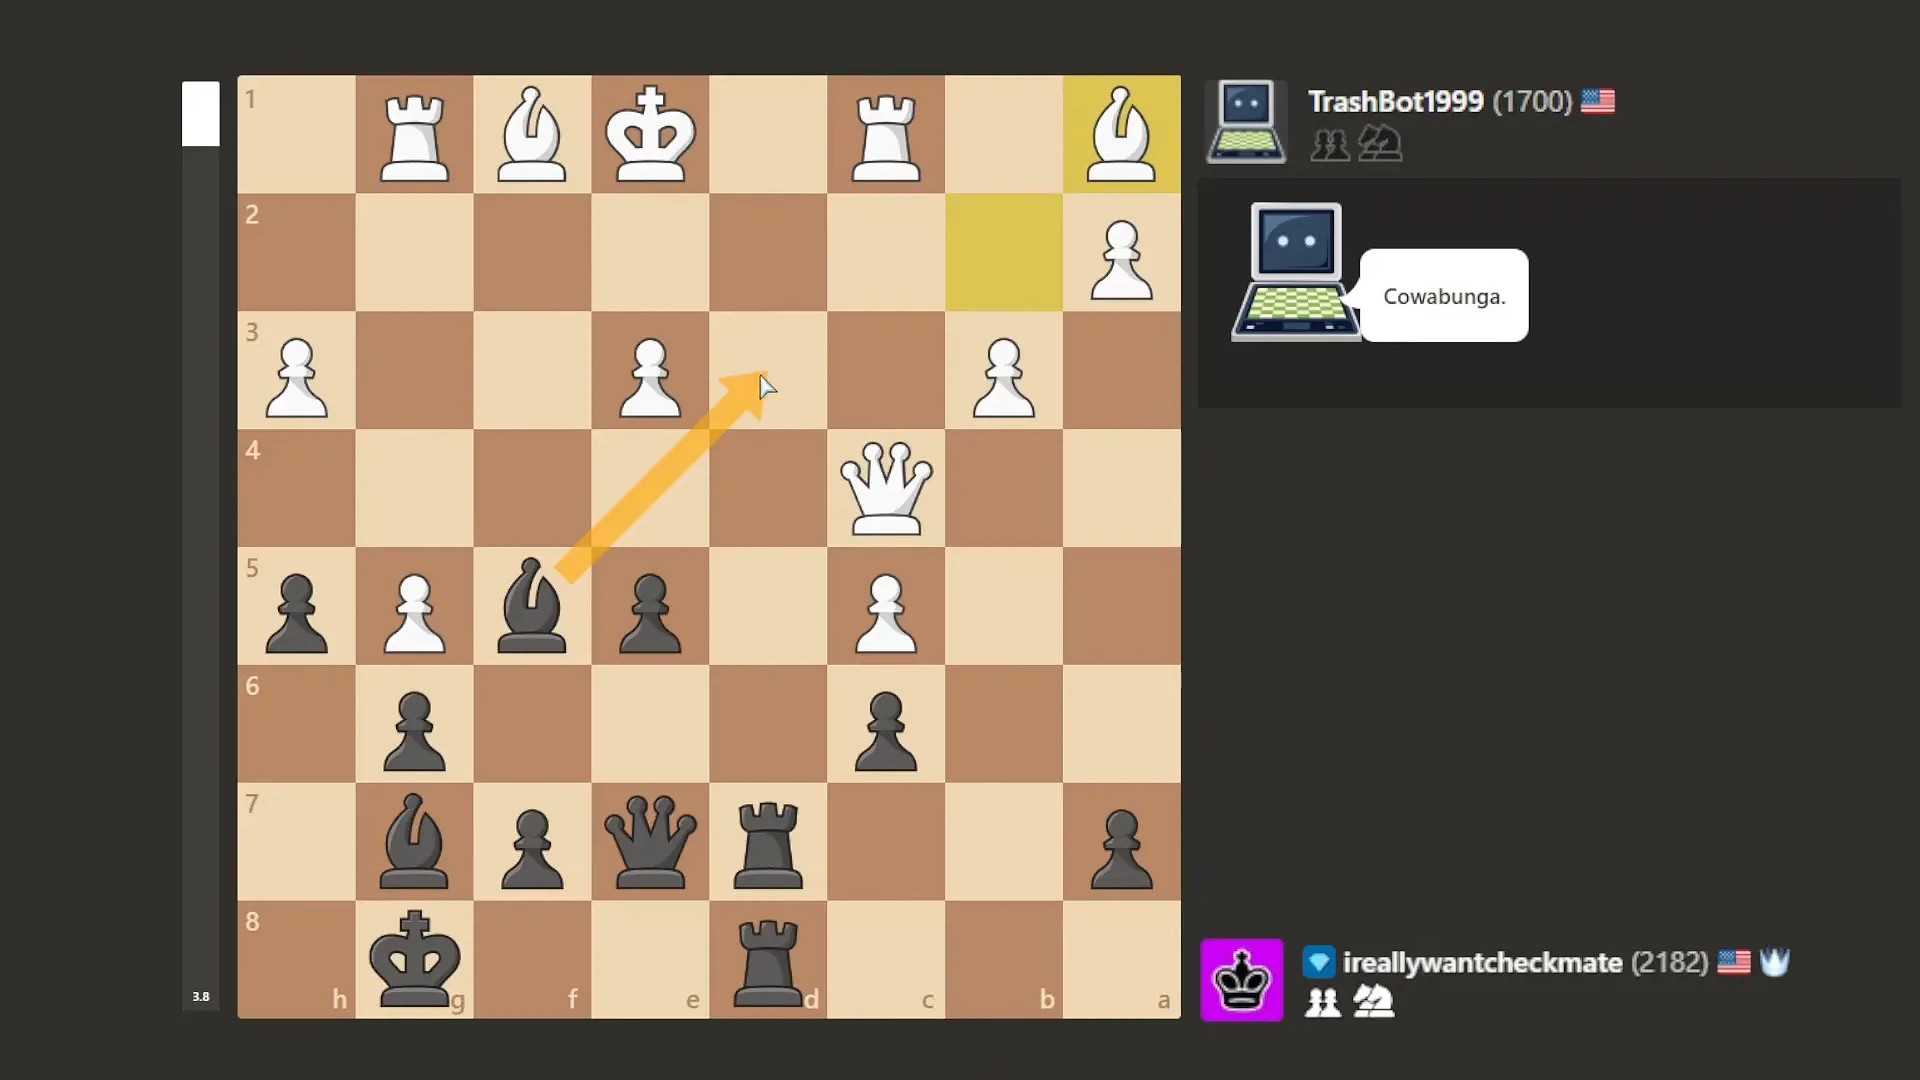 TrashBot1999 (1700)
Cowabunga.
1
2
3
4
5
6
7
8
h g f e d c b a
3.8
ireallywantcheckmate (2182)